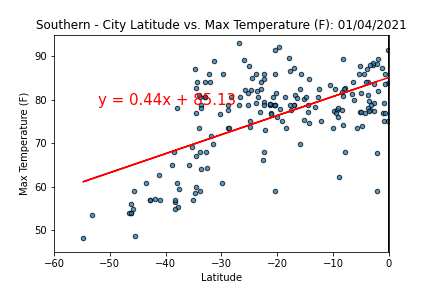 Southern - City Latitude vs. Max Temperature (F): 01/04/2021
Max Temperature (F)
90
80
70
60
50
y = 0.44x + 85.13
−60 −50 −40 −30 −20 −10 0
Latitude